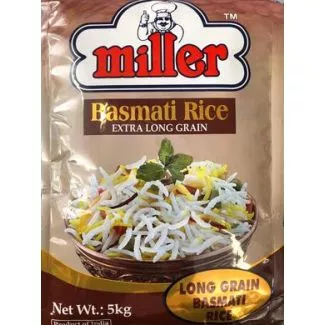 TM
miller
Basmati Rice
EXTRA LONG GRAIN
LONG GRAIN
BASMATI
RICE
Net Wt.: 5kg
Product of India